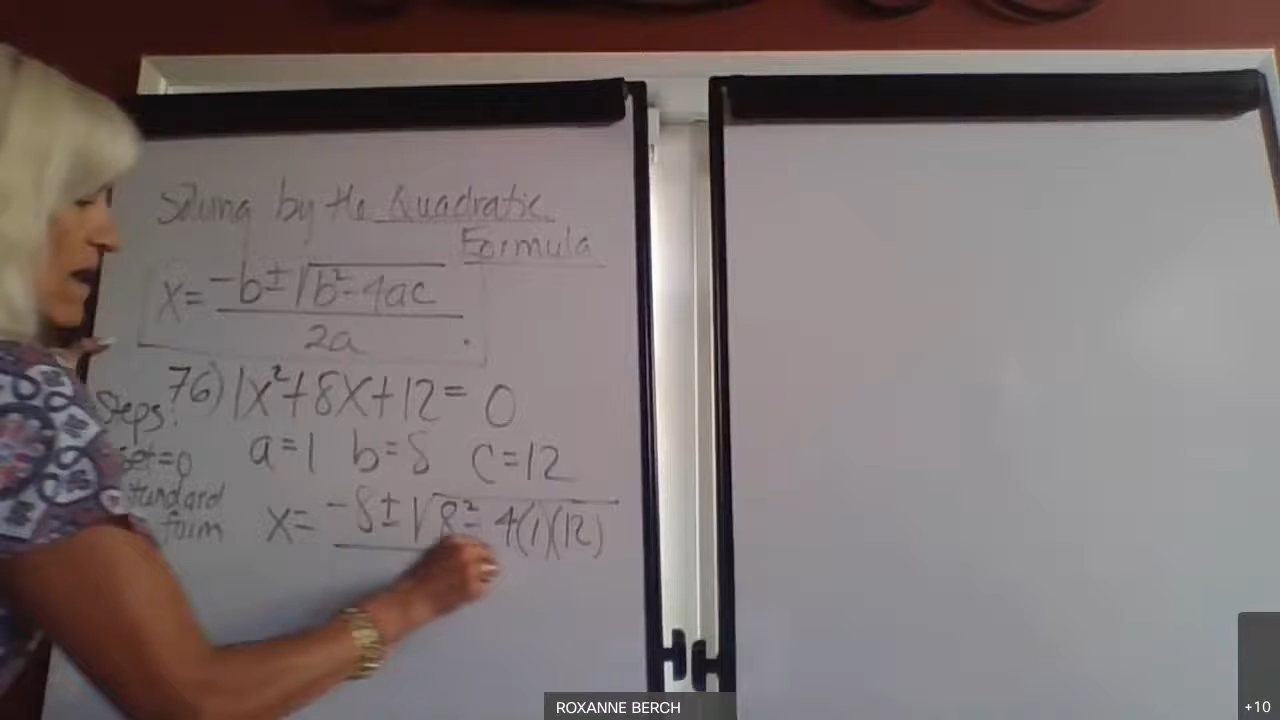 Solving by the Quadratic
Formula
x = -b ± √b² - 4ac
2a
76) 1x² + 8x + 12 = 0
Steps:
a = 1 b = 8 c = 12
set = 0
standard
form
x = -8 ± √8² - 4(1)(12)
ROXANNE BERCH
+10